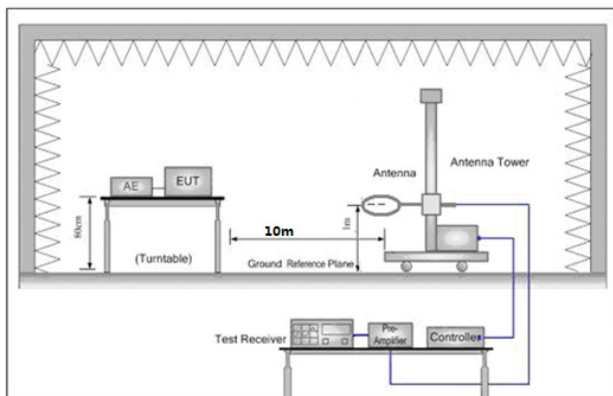 Antenna
Antenna Tower
AE
EUT
80cm
10m
1m
(Turntable)
Ground Reference Plane
Test Receiver
Pre-
Amplifier
Controller